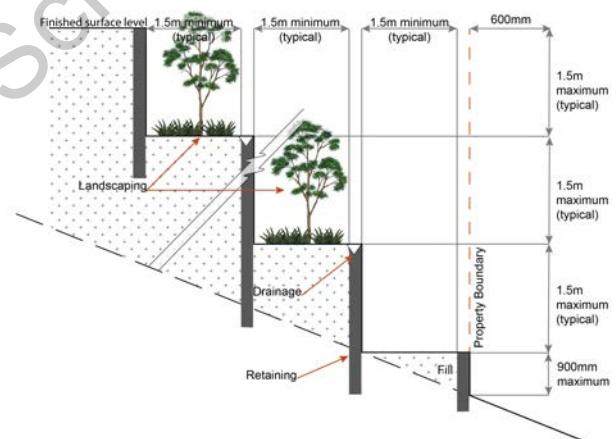 Finished surface level
1.5m minimum
(typical)
1.5m minimum
(typical)
1.5m minimum
(typical)
600mm
1.5m
maximum
(typical)
Landscaping
1.5m
maximum
(typical)
Drainage
Property Boundary
1.5m
maximum
(typical)
Retaining
Fill
900mm
maximum